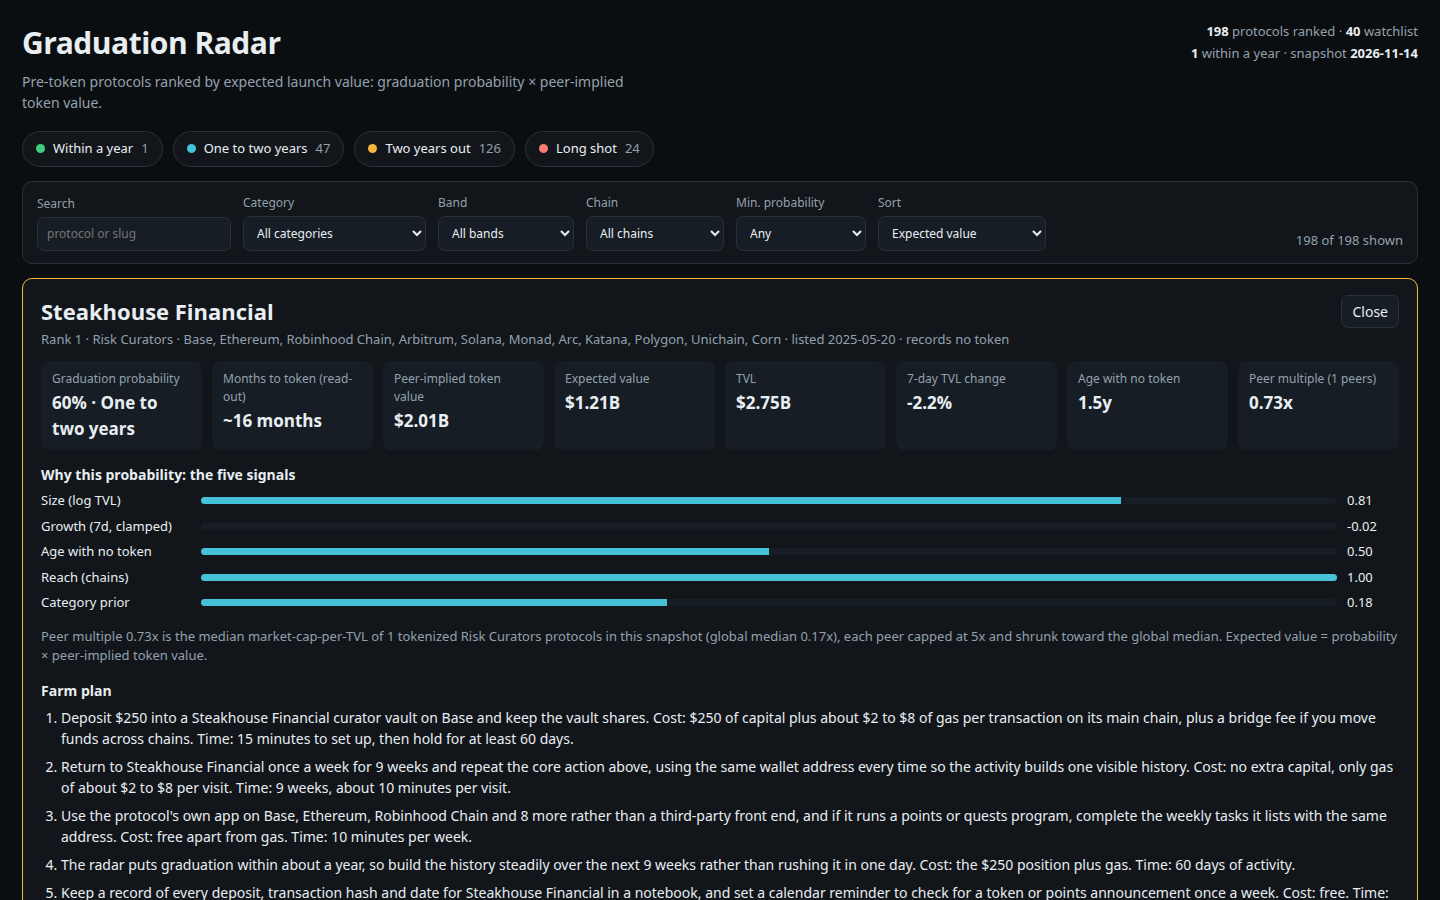 Graduation Radar
198 protocols ranked · 40 watchlist
1 within a year · snapshot 2026-11-14
Pre-token protocols ranked by expected launch value: graduation probability × peer-implied
token value.
Within a year 1
One to two years 47
Two years out 126
Long shot 24
Search
Category
Band
Chain
Min. probability
Sort
protocol or slug
All categories
All bands
All chains
Any
Expected value
198 of 198 shown
Steakhouse Financial
Close
Rank 1 · Risk Curators · Base, Ethereum, Robinhood Chain, Arbitrum, Solana, Monad, Arc, Katana, Polygon, Unichain, Corn · listed 2025-05-20 · records no token
Graduation probability
60% · One to
two years
Months to token (read-
out)
~16 months
Peer-implied token
value
$2.01B
Expected value
$1.21B
TVL
$2.75B
7-day TVL change
-2.2%
Age with no token
1.5y
Peer multiple (1 peers)
0.73x
Why this probability: the five signals
Size (log TVL) 0.81
Growth (7d, clamped) -0.02
Age with no token 0.50
Reach (chains) 1.00
Category prior 0.18
Peer multiple 0.73x is the median market-cap-per-TVL of 1 tokenized Risk Curators protocols in this snapshot (global median 0.17x), each peer capped at 5x and shrunk toward the global median. Expected value = probability
× peer-implied token value.
Farm plan
1. Deposit $250 into a Steakhouse Financial curator vault on Base and keep the vault shares. Cost: $250 of capital plus about $2 to $8 of gas per transaction on its main chain, plus a bridge fee if you move
funds across chains. Time: 15 minutes to set up, then hold for at least 60 days.
2. Return to Steakhouse Financial once a week for 9 weeks and repeat the core action above, using the same wallet address every time so the activity builds one visible history. Cost: no extra capital, only gas
of about $2 to $8 per visit. Time: 9 weeks, about 10 minutes per visit.
3. Use the protocol's own app on Base, Ethereum, Robinhood Chain and 8 more rather than a third-party front end, and if it runs a points or quests program, complete the weekly tasks it lists with the same
address. Cost: free apart from gas. Time: 10 minutes per week.
4. The radar puts graduation within about a year, so build the history steadily over the next 9 weeks rather than rushing it in one day. Cost: the $250 position plus gas. Time: 60 days of activity.
5. Keep a record of every deposit, transaction hash and date for Steakhouse Financial in a notebook, and set a calendar reminder to check for a token or points announcement once a week. Cost: free. Time: